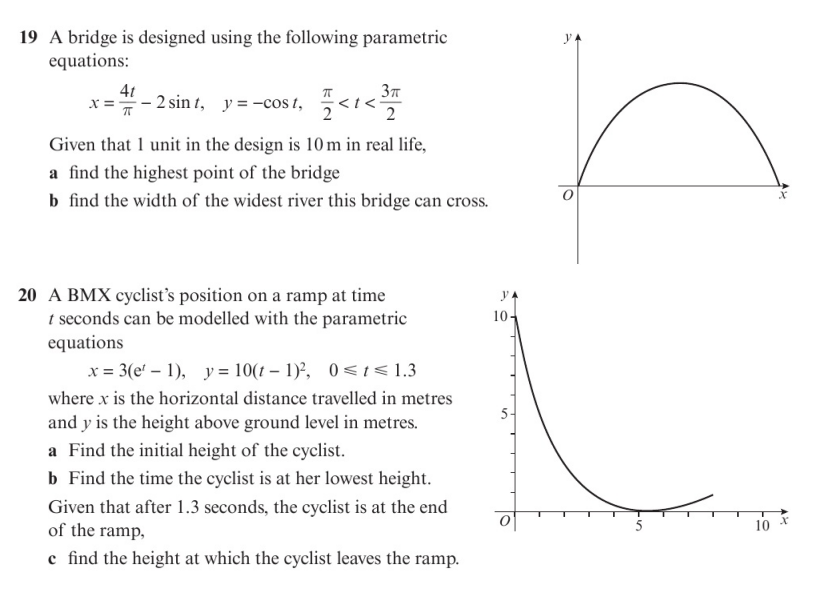 19 A bridge is designed using the following parametric
equations:
x = 4t/π − 2 sin t, y = −cos t, π/2 < t < 3π/2
Given that 1 unit in the design is 10 m in real life,
a find the highest point of the bridge
b find the width of the widest river this bridge can cross.
y
O
x
20 A BMX cyclist's position on a ramp at time
t seconds can be modelled with the parametric
equations
x = 3(eᵗ − 1), y = 10(t − 1)², 0 ⩽ t ⩽ 1.3
where x is the horizontal distance travelled in metres
and y is the height above ground level in metres.
a Find the initial height of the cyclist.
b Find the time the cyclist is at her lowest height.
Given that after 1.3 seconds, the cyclist is at the end
of the ramp,
c find the height at which the cyclist leaves the ramp.
y
10
5
O
5
10
x